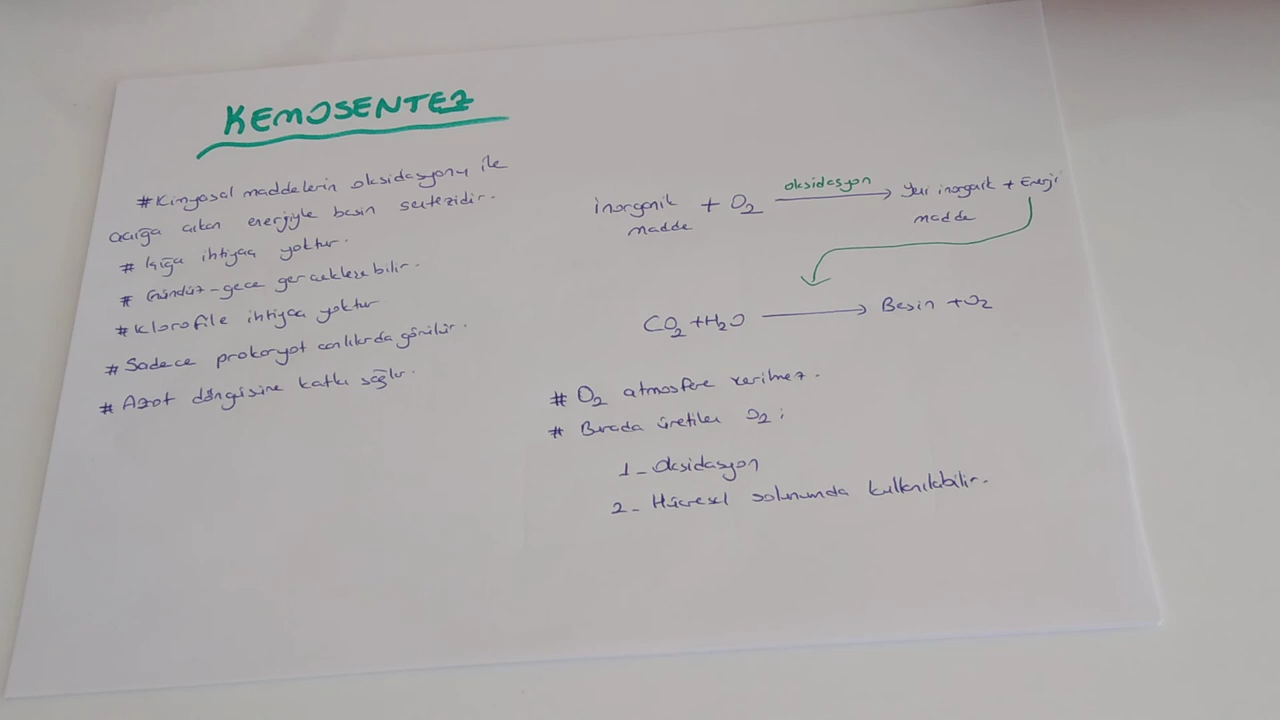 KEMOSENTEZ
# Kimyasal maddelerin oksidasyonu ile
açığa çıkan enerjiyle besin sentezidir.
# Işığa ihtiyaç yoktur.
# Gündüz-gece gerçekleşebilir.
# Klorofile ihtiyaç yoktur
# Sadece prokaryot canlılarda görülür.
# Azot döngüsüne katkı sağlar.
oksidasyon
İnorganik + O2 → Yeni inorganik + Enerji
madde madde
CO2 + H2O → Besin + O2
# O2 atmosfere verilmez.
# Burada üretilen O2 ;
1- Oksidasyon
2- Hücresel solunumda kullanılabilir.